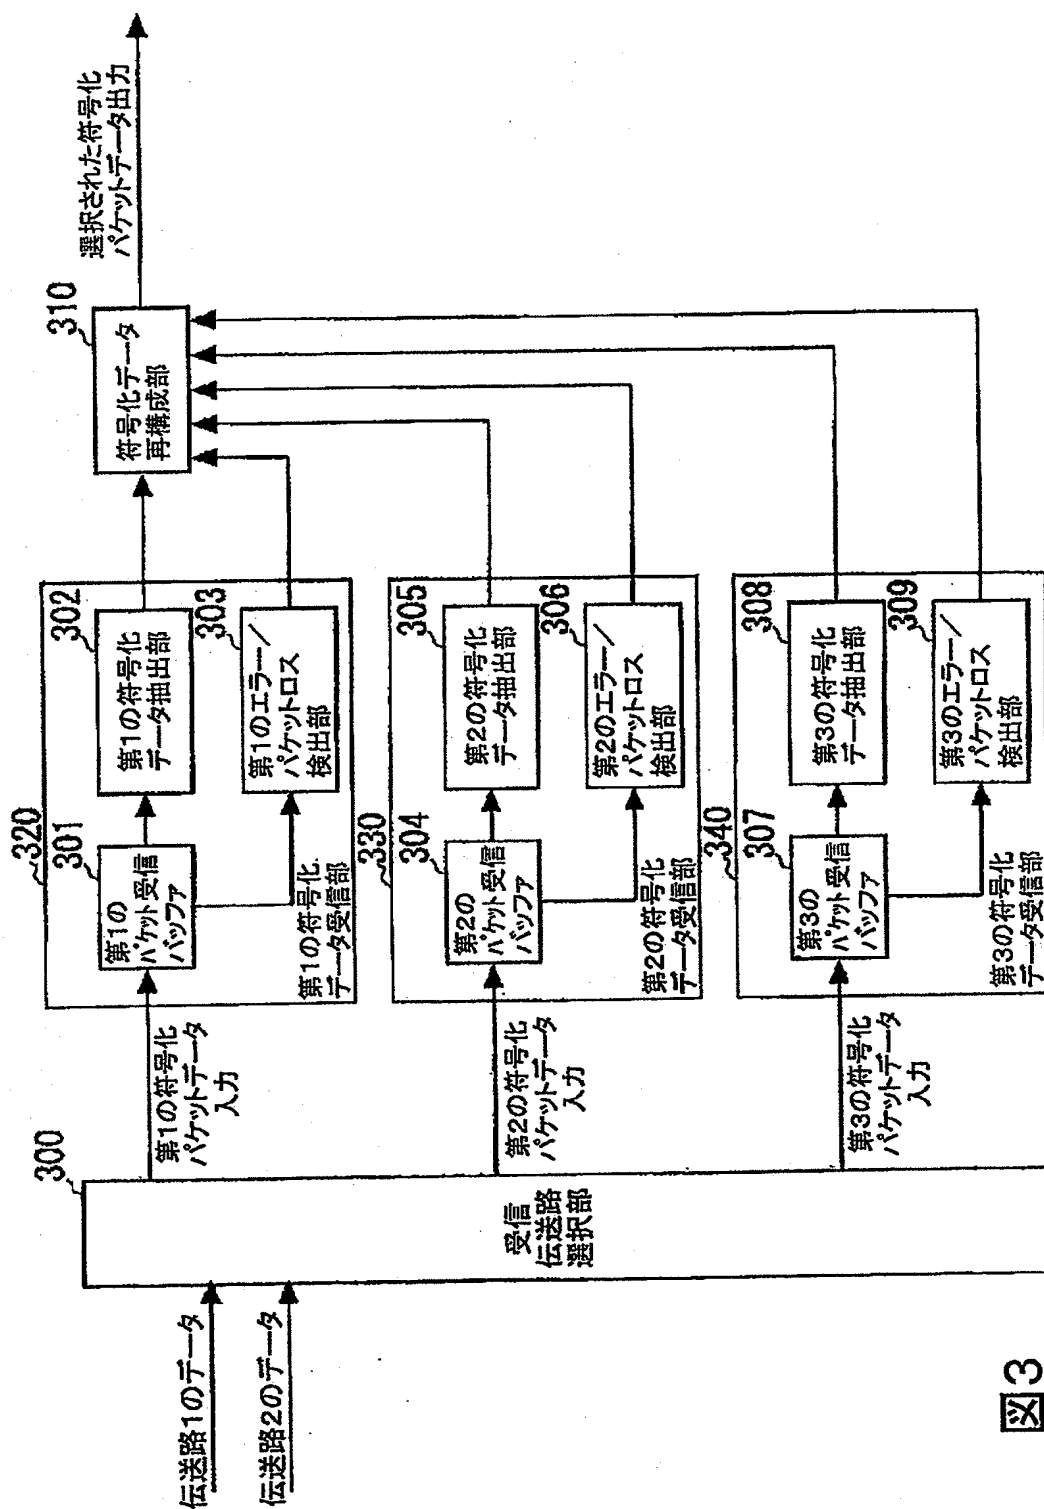 伝送路1のデータ
伝送路2のデータ
300
受信
伝送路
選択部
第1の符号化
パケットデータ
入力
第2の符号化
パケットデータ
入力
第3の符号化
パケットデータ
入力
320
301
第1の
パケット受信
バッファ
302
第1の符号化
データ抽出部
303
第1のエラー/
パケットロス
検出部
第1の符号化
データ受信部
330
304
第2の
パケット受信
バッファ
305
第2の符号化
データ抽出部
306
第2のエラー/
パケットロス
検出部
第2の符号化
データ受信部
340
307
第3の
パケット受信
バッファ
308
第3の符号化
データ抽出部
309
第3のエラー/
パケットロス
検出部
第3の符号化
データ受信部
310
符号化データ
再構成部
選択された符号化
パケットデータ出力
図3